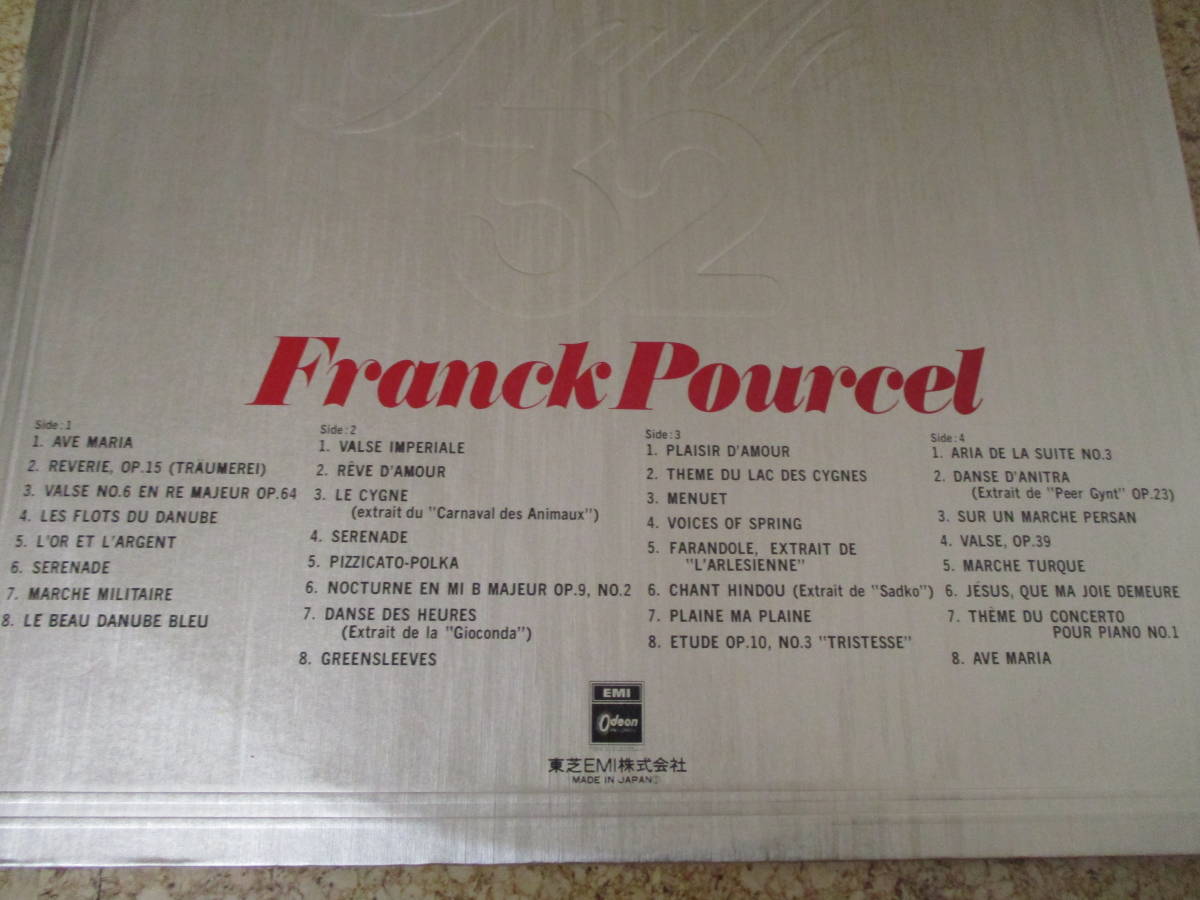 32
Franck Pourcel
Side: 1
1. AVE MARIA
2. REVERIE, OP.15 (TRÄUMEREI)
3. VALSE NO.6 EN RE MAJEUR OP.64
4. LES FLOTS DU DANUBE
5. L'OR ET L'ARGENT
6. SERENADE
7. MARCHE MILITAIRE
8. LE BEAU DANUBE BLEU
Side: 2
1. VALSE IMPERIALE
2. RÊVE D'AMOUR
3. LE CYGNE
(extrait du "Carnaval des Animaux")
4. SERENADE
5. PIZZICATO-POLKA
6. NOCTURNE EN MI B MAJEUR OP.9, NO.2
7. DANSE DES HEURES
(Extrait de la "Gioconda")
8. GREENSLEEVES
Side: 3
1. PLAISIR D'AMOUR
2. THEME DU LAC DES CYGNES
3. MENUET
4. VOICES OF SPRING
5. FARANDOLE, EXTRAIT DE
"L'ARLESIENNE"
6. CHANT HINDOU (Extrait de "Sadko")
7. PLAINE MA PLAINE
8. ETUDE OP.10, NO.3 "TRISTESSE"
Side: 4
1. ARIA DE LA SUITE NO.3
2. DANSE D'ANITRA
(Extrait de "Peer Gynt" OP.23)
3. SUR UN MARCHE PERSAN
4. VALSE, OP.39
5. MARCHE TURQUE
6. JÉSUS, QUE MA JOIE DEMEURE
7. THÈME DU CONCERTO
POUR PIANO NO.1
8. AVE MARIA
EMI
Odeon
東芝EMI株式会社
MADE IN JAPAN